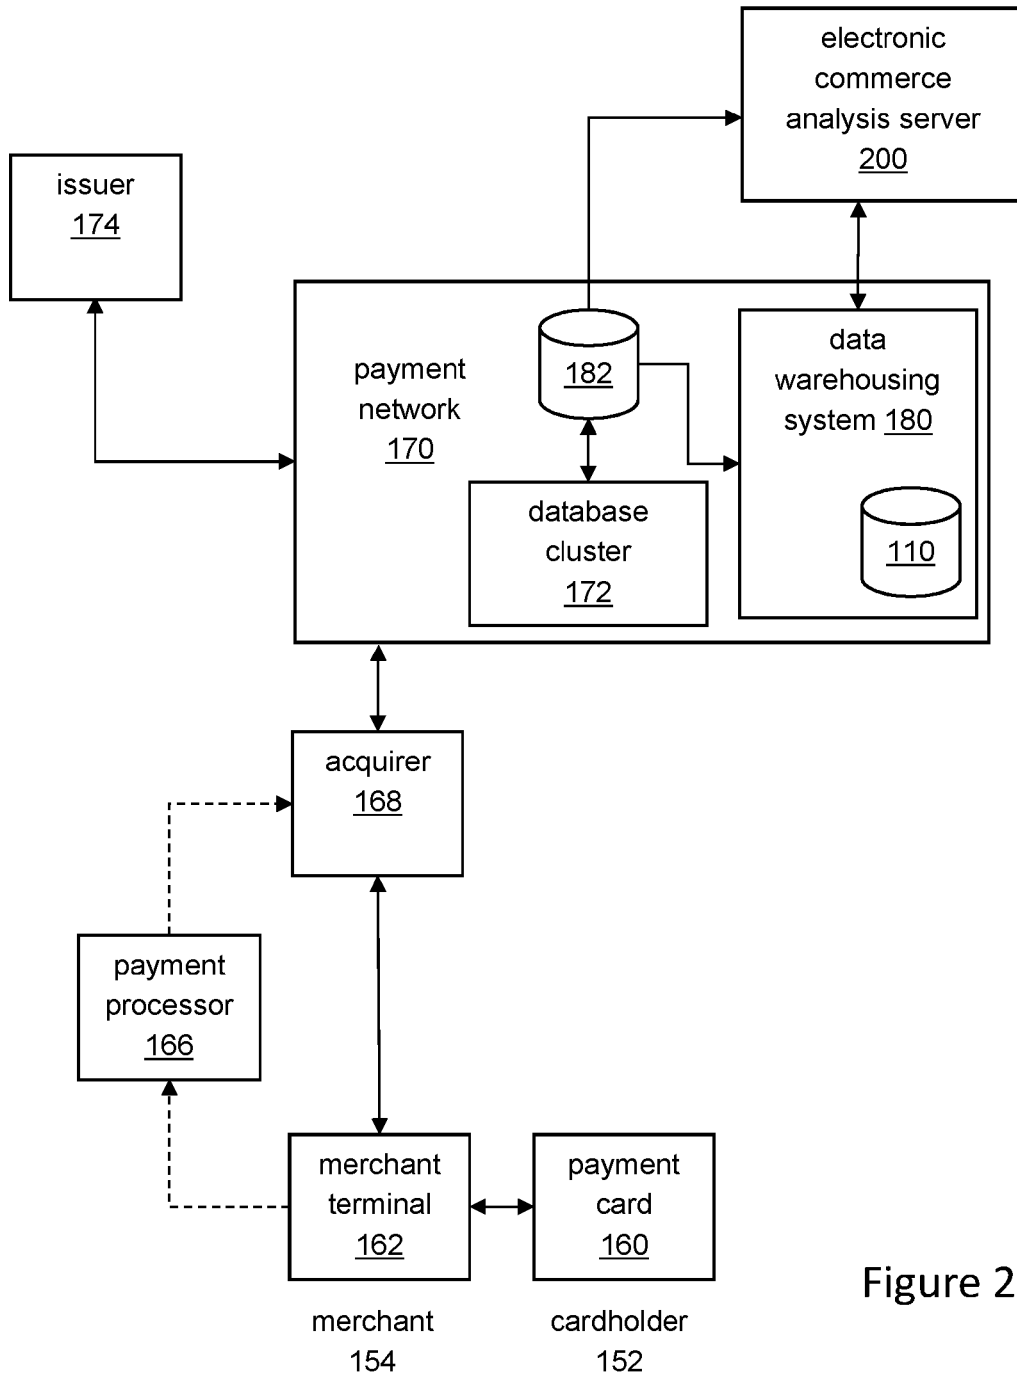 electronic
commerce
analysis server
200
issuer
174
payment
network
170
182
data
warehousing
system 180
110
database
cluster
172
acquirer
168
payment
processor
166
merchant
terminal
162
payment
card
160
Figure 2
merchant
154
cardholder
152